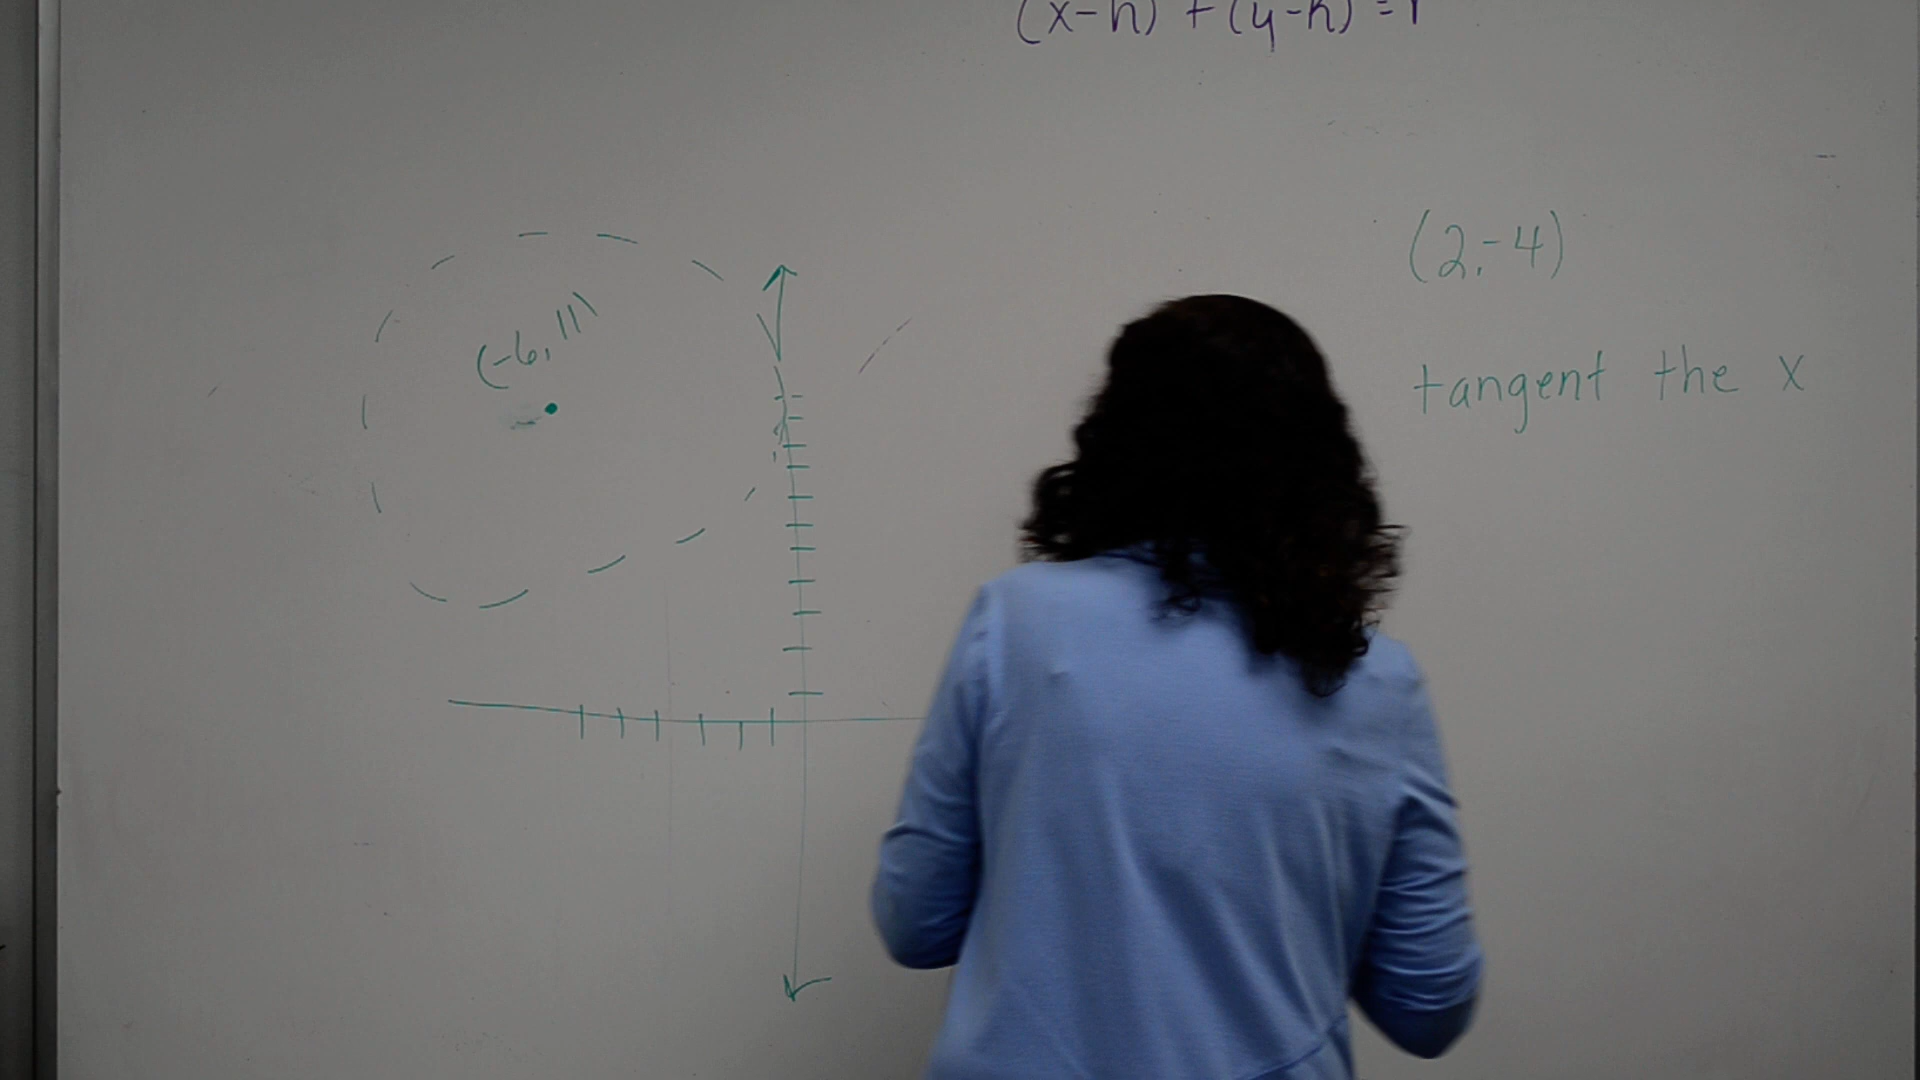 (x-h) + (y-k) = r
(-6, 11)
(2,-4)
tangent the x